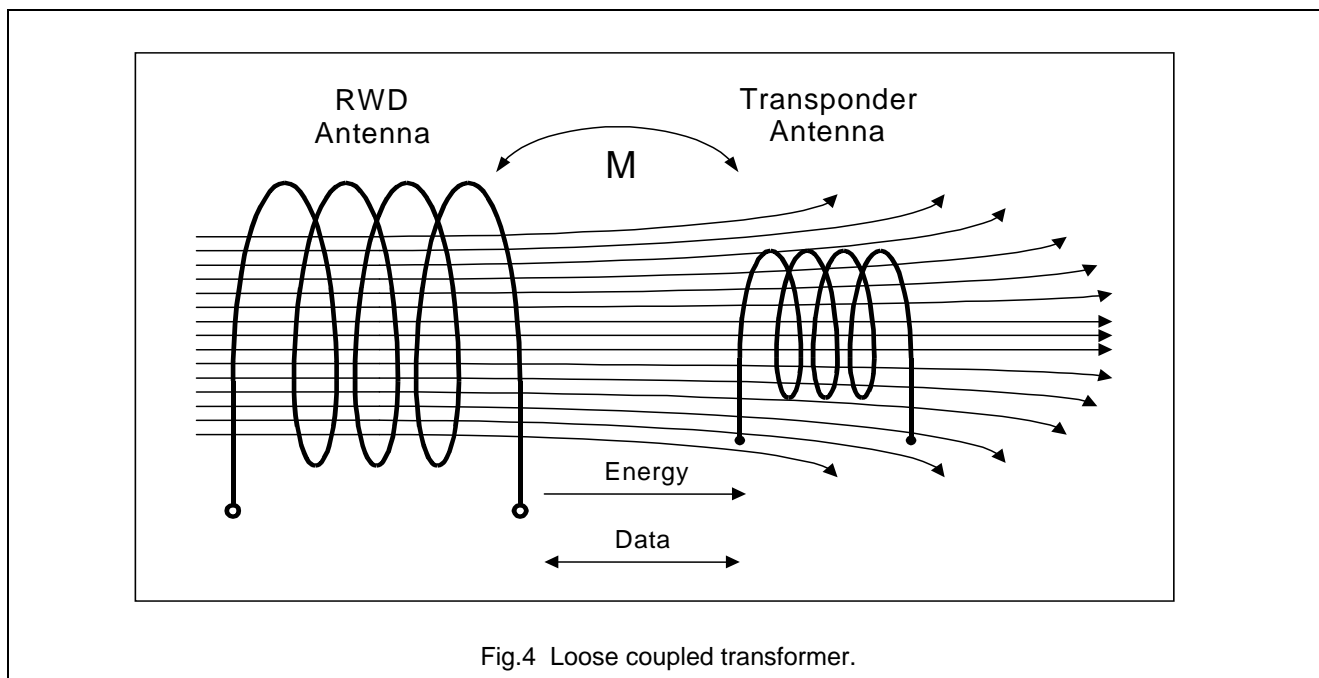 RWD
Antenna
Transponder
Antenna
M
Energy
Data
Fig.4 Loose coupled transformer.